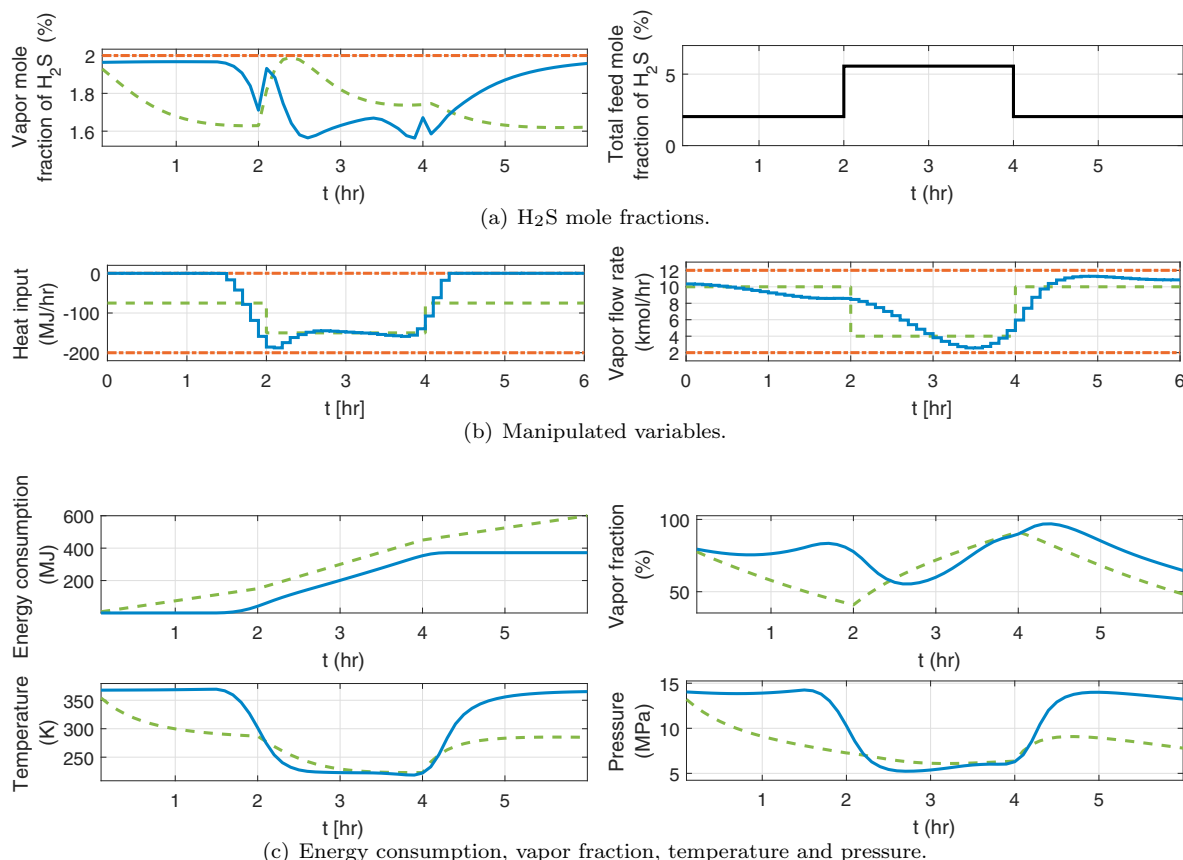 Vapor mole
fraction of H2S (%)
2
1.8
1.6
1 2 3 4 5
t (hr)
Total feed mole
fraction of H2S (%)
5
0
1 2 3 4 5
t (hr)
(a) H2S mole fractions.
Heat input
(MJ/hr)
0
-100
-200
0 1 2 3 4 5 6
t [hr]
Vapor flow rate
(kmol/hr)
12
10
8
6
4
2
0 1 2 3 4 5 6
t [hr]
(b) Manipulated variables.
Energy consumption
(MJ)
600
400
200
1 2 3 4 5
t (hr)
Vapor fraction
(%)
100
50
1 2 3 4 5
t (hr)
Temperature
(K)
350
300
250
1 2 3 4 5
t [hr)
Pressure
(MPa)
15
10
5
1 2 3 4 5
t (hr)
(c) Energy consumption, vapor fraction, temperature and pressure.